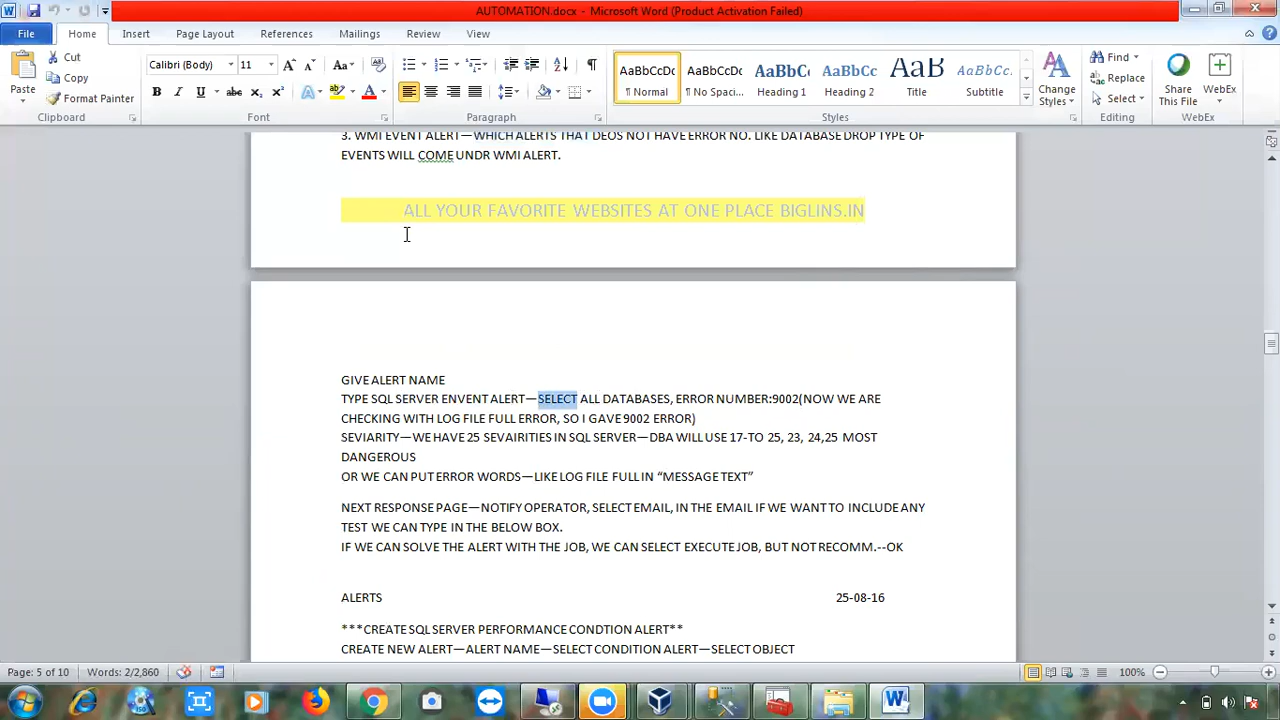 AUTOMATION.docx - Microsoft Word (Product Activation Failed)
File Home Insert Page Layout References Mailings Review View
Paste Cut Copy Format Painter
Calibri (Body) 11
AaBbCcDc ¶ Normal AaBbCcDc ¶ No Spaci... AaBbC( Heading 1 AaBbCc Heading 2 AaB Title AaBbCc. Subtitle
Change Styles
Find Replace Select
Share This File WebEx
Clipboard Font Paragraph Styles Editing WebEx
3. WMI EVENT ALERT—WHICH ALERTS THAT DEOS NOT HAVE ERROR NO. LIKE DATABASE DROP TYPE OF
EVENTS WILL COME UNDR WMI ALERT.
ALL YOUR FAVORITE WEBSITES AT ONE PLACE BIGLINS.IN
GIVE ALERT NAME
TYPE SQL SERVER ENVENT ALERT—SELECT ALL DATABASES, ERROR NUMBER:9002(NOW WE ARE
CHECKING WITH LOG FILE FULL ERROR, SO I GAVE 9002 ERROR)
SEVIARITY—WE HAVE 25 SEVAIRITIES IN SQL SERVER—DBA WILL USE 17-TO 25, 23, 24,25 MOST
DANGEROUS
OR WE CAN PUT ERROR WORDS—LIKE LOG FILE FULL IN “MESSAGE TEXT”
NEXT RESPONSE PAGE—NOTIFY OPERATOR, SELECT EMAIL, IN THE EMAIL IF WE WANT TO INCLUDE ANY
TEST WE CAN TYPE IN THE BELOW BOX.
IF WE CAN SOLVE THE ALERT WITH THE JOB, WE CAN SELECT EXECUTE JOB, BUT NOT RECOMM.--OK
ALERTS 25-08-16
***CREATE SQL SERVER PERFORMANCE CONDTION ALERT**
CREATE NEW ALERT—ALERT NAME—SELECT CONDITION ALERT—SELECT OBJECT
Page: 5 of 10 Words: 2/2,860 100%